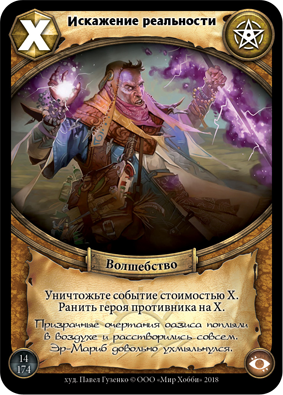 Искажение реальности
X
Волшебство
Уничтожьте событие стоимостью X.
Ранить героя противника на X.
Призрачные очертания оазиса поплыли
в воздухе и растворились совсем.
Эр-Мариб довольно ухмыльнулся.
14
174
худ. Павел Гузенко © ООО «Мир Хобби» 2018